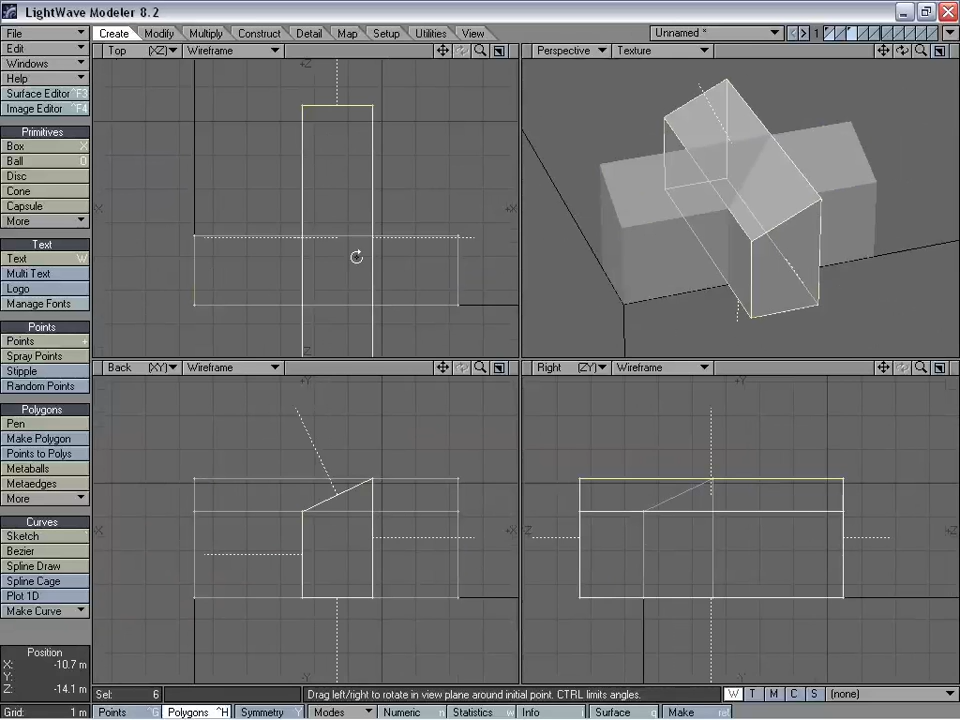 LightWave Modeler 8.2
File Create Modify Multiply Construct Detail Map Setup Utilities View Unnamed * 1
Edit
Windows
Help
Surface Editor ^F3
Image Editor ^F4
Primitives
Box X
Ball O
Disc
Cone
Capsule
More
Text
Text W
Multi Text
Logo
Manage Fonts
Points
Points +
Spray Points
Stipple
Random Points
Polygons
Pen
Make Polygon
Points to Polys
Metaballs
Metaedges
More
Curves
Sketch
Bezier
Spline Draw
Spline Cage
Plot 1D
Make Curve
Position
X: -10.7 m
Y:
Z: -14.1 m
Grid: 1 m
Top (XZ) Wireframe
+Z
-X
+X
-Z
Perspective Texture
Back (XY) Wireframe
+Y
-X
+X
-Y
Right (ZY) Wireframe
+Y
+Z
-Z
-Y
Sel: 6 Drag left/right to rotate in view plane around initial point. CTRL limits angles. W T M C S (none)
Points ^G Polygons ^H Symmetry Y Modes Numeric n Statistics w Info i Surface q Make ret